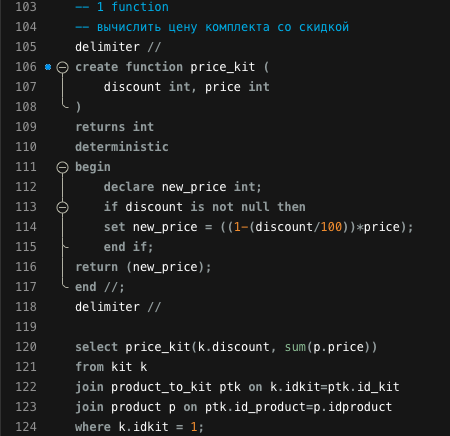 103 -- 1 function
104 -- вычислить цену комплекта со скидкой
105 delimiter //
106 create function price_kit (
107 discount int, price int
108 )
109 returns int
110 deterministic
111 begin
112 declare new_price int;
113 if discount is not null then
114 set new_price = ((1-(discount/100))*price);
115 end if;
116 return (new_price);
117 end //;
118 delimiter //
119
120 select price_kit(k.discount, sum(p.price))
121 from kit k
122 join product_to_kit ptk on k.idkit=ptk.id_kit
123 join product p on ptk.id_product=p.idproduct
124 where k.idkit = 1;